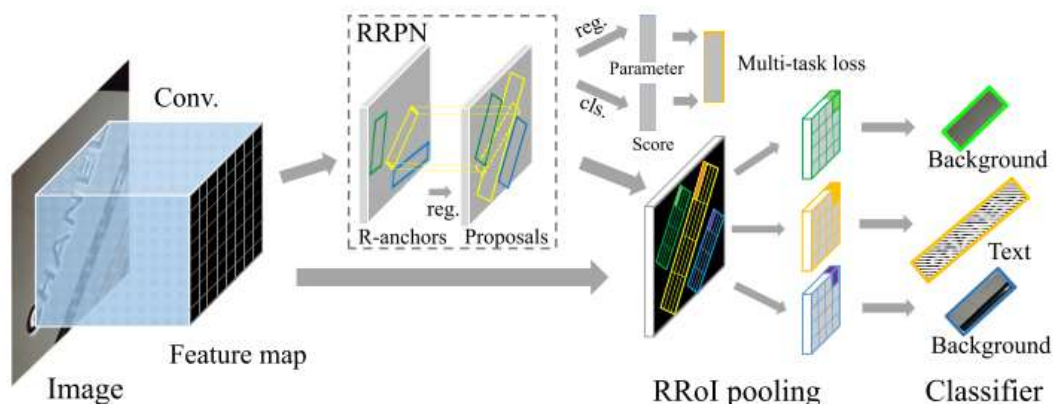 RRPN
reg.
cls.
Parameter
Score
Multi-task loss
Conv.
CHANEL
R-anchors
reg.
Proposals
Background
Text
Background
Feature map
Image
RRoI pooling
Classifier